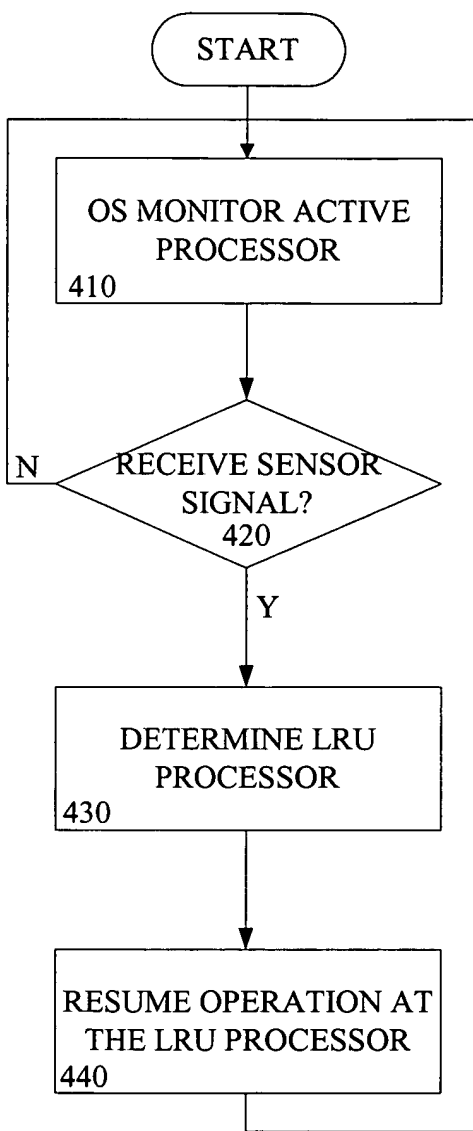 START
OS MONITOR ACTIVE
PROCESSOR
410
RECEIVE SENSOR
SIGNAL?
420
N
Y
DETERMINE LRU
PROCESSOR
430
RESUME OPERATION AT
THE LRU PROCESSOR
440